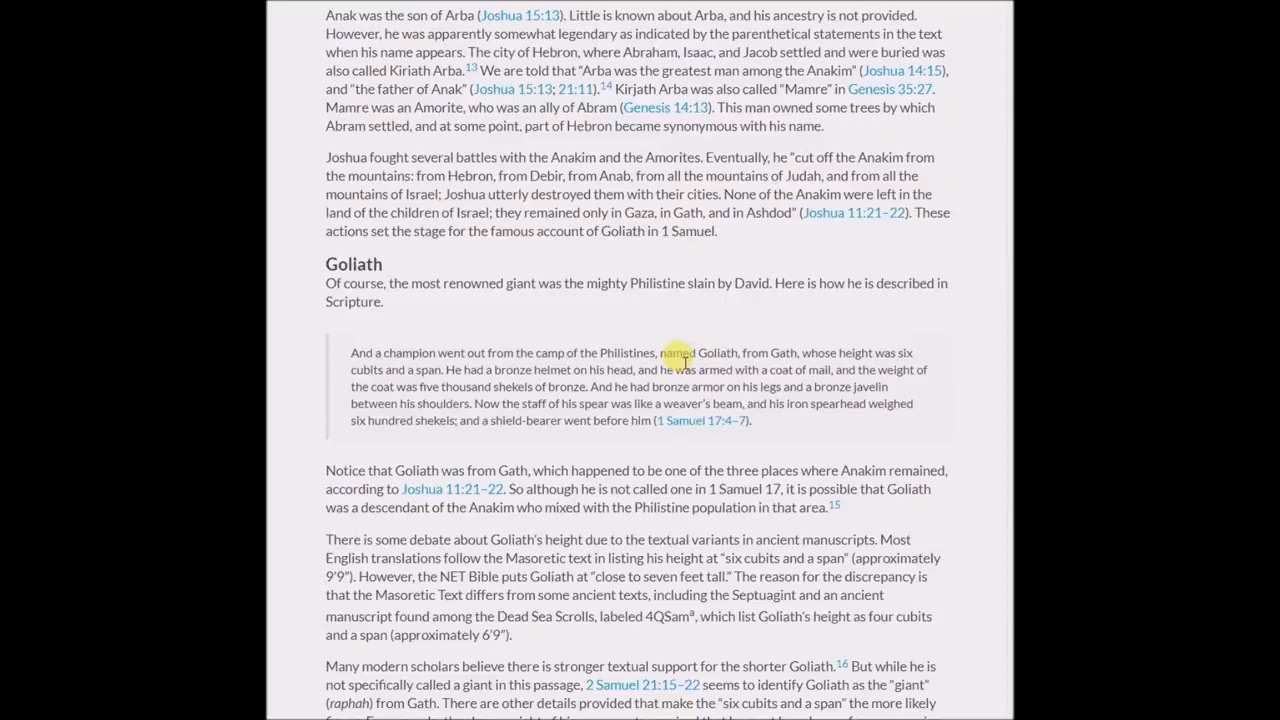 Anak was the son of Arba (Joshua 15:13). Little is known about Arba, and his ancestry is not provided.
However, he was apparently somewhat legendary as indicated by the parenthetical statements in the text
when his name appears. The city of Hebron, where Abraham, Isaac, and Jacob settled and were buried was
also called Kiriath Arba.13 We are told that “Arba was the greatest man among the Anakim” (Joshua 14:15),
and “the father of Anak” (Joshua 15:13; 21:11).14 Kirjath Arba was also called “Mamre” in Genesis 35:27.
Mamre was an Amorite, who was an ally of Abram (Genesis 14:13). This man owned some trees by which
Abram settled, and at some point, part of Hebron became synonymous with his name.
Joshua fought several battles with the Anakim and the Amorites. Eventually, he “cut off the Anakim from
the mountains: from Hebron, from Debir, from Anab, from all the mountains of Judah, and from all the
mountains of Israel; Joshua utterly destroyed them with their cities. None of the Anakim were left in the
land of the children of Israel; they remained only in Gaza, in Gath, and in Ashdod” (Joshua 11:21–22). These
actions set the stage for the famous account of Goliath in 1 Samuel.
Goliath
Of course, the most renowned giant was the mighty Philistine slain by David. Here is how he is described in
Scripture.
And a champion went out from the camp of the Philistines, named Goliath, from Gath, whose height was six
cubits and a span. He had a bronze helmet on his head, and he was armed with a coat of mail, and the weight of
the coat was five thousand shekels of bronze. And he had bronze armor on his legs and a bronze javelin
between his shoulders. Now the staff of his spear was like a weaver’s beam, and his iron spearhead weighed
six hundred shekels; and a shield-bearer went before him (1 Samuel 17:4–7).
Notice that Goliath was from Gath, which happened to be one of the three places where Anakim remained,
according to Joshua 11:21–22. So although he is not called one in 1 Samuel 17, it is possible that Goliath
was a descendant of the Anakim who mixed with the Philistine population in that area.15
There is some debate about Goliath’s height due to the textual variants in ancient manuscripts. Most
English translations follow the Masoretic text in listing his height at “six cubits and a span” (approximately
9’9”). However, the NET Bible puts Goliath at “close to seven feet tall.” The reason for the discrepancy is
that the Masoretic Text differs from some ancient texts, including the Septuagint and an ancient
manuscript found among the Dead Sea Scrolls, labeled 4QSama, which list Goliath’s height as four cubits
and a span (approximately 6’9”).
Many modern scholars believe there is stronger textual support for the shorter Goliath.16 But while he is
not specifically called a giant in this passage, 2 Samuel 21:15–22 seems to identify Goliath as the “giant”
(raphah) from Gath. There are other details provided that make the “six cubits and a span” the more likely